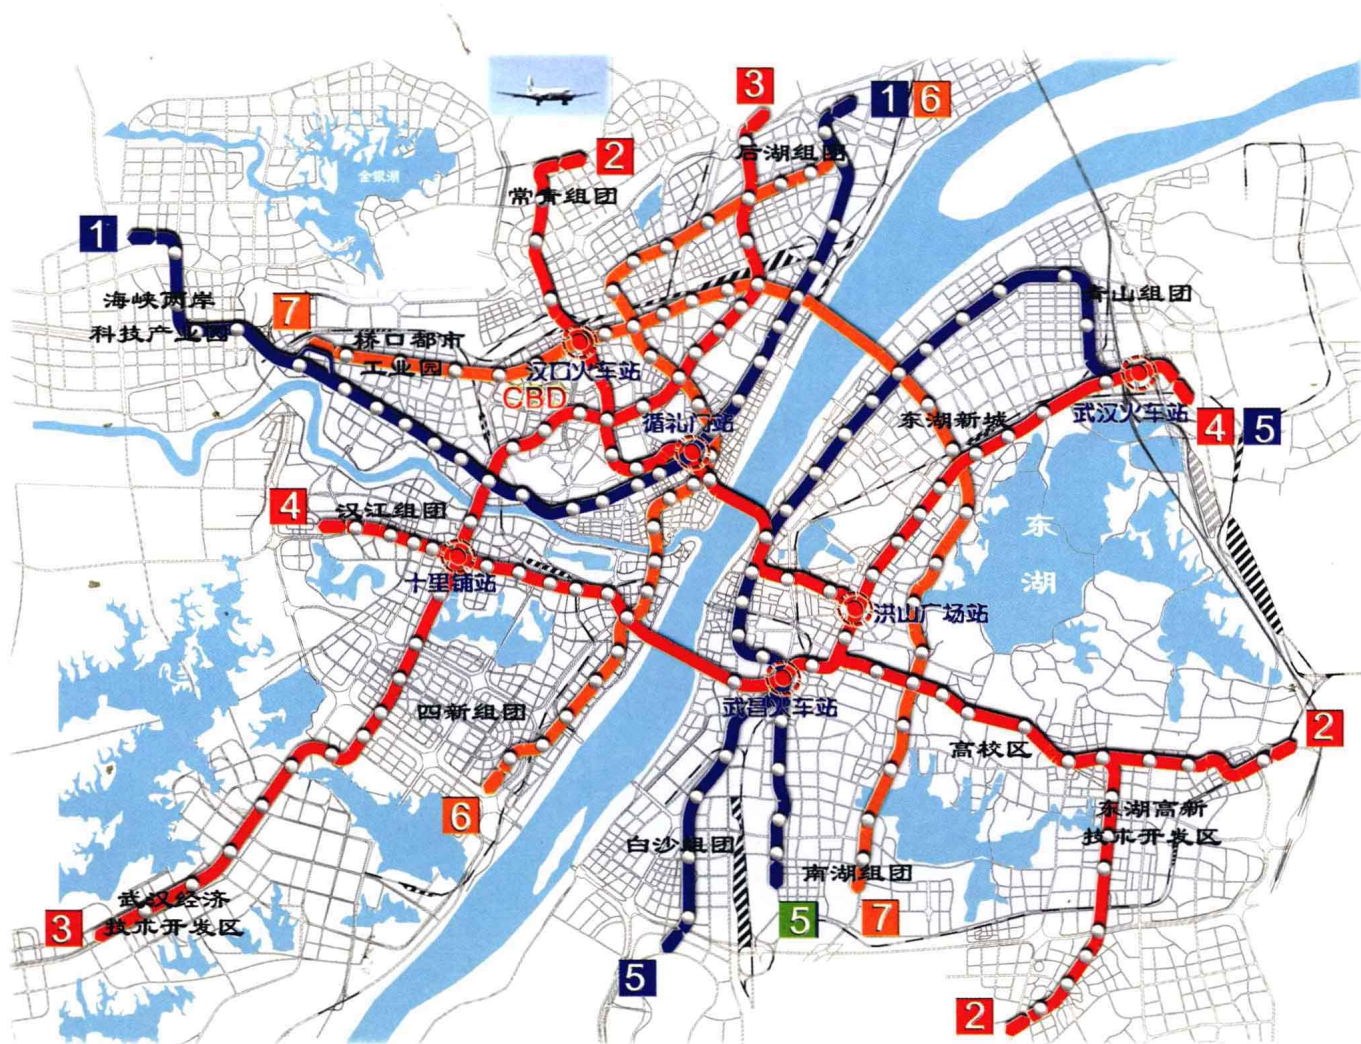 3
1
6
2
后湖组团
金银湖
常青组团
1
海峡两岸
科技产业园
7
桥口都市
工业园
青山组团
汉口火车站
CBD
循礼门站
东湖新城
武汉火车站
4
5
4
汉江组团
东
湖
十里铺站
洪山广场站
四新组团
武昌火车站
高校区
2
6
白沙组团
南湖组团
东湖高新
技术开发区
武汉经济
技术开发区
3
5
7
5
2